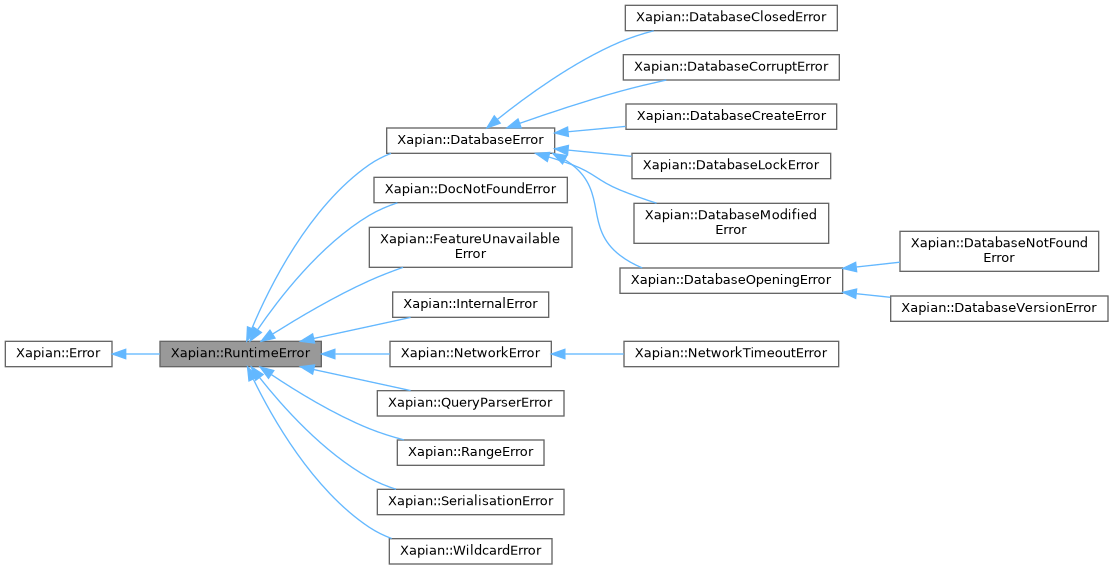 Xapian::DatabaseClosedError
Xapian::DatabaseCorruptError
Xapian::DatabaseCreateError
Xapian::DatabaseError
Xapian::DatabaseLockError
Xapian::DocNotFoundError
Xapian::DatabaseModified
Error
Xapian::FeatureUnavailable
Error
Xapian::DatabaseNotFound
Error
Xapian::DatabaseOpeningError
Xapian::InternalError
Xapian::DatabaseVersionError
Xapian::Error
Xapian::RuntimeError
Xapian::NetworkError
Xapian::NetworkTimeoutError
Xapian::QueryParserError
Xapian::RangeError
Xapian::SerialisationError
Xapian::WildcardError